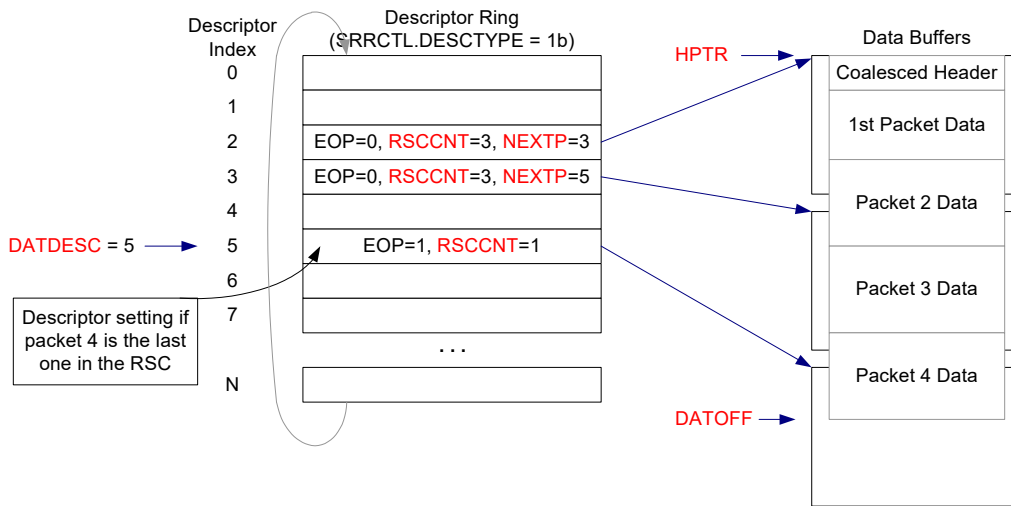 Descriptor
Index
Descriptor Ring
(SRRCTL.DESCTYPE = 1b)
Data Buffers
0
HPTR
Coalesced Header
1
1st Packet Data
2
EOP=0, RSCCNT=3, NEXTP=3
3
EOP=0, RSCCNT=3, NEXTP=5
Packet 2 Data
4
DATDESC = 5
5
EOP=1, RSCCNT=1
Packet 3 Data
6
7
Descriptor setting if
packet 4 is the last
one in the RSC
...
N
Packet 4 Data
DATOFF